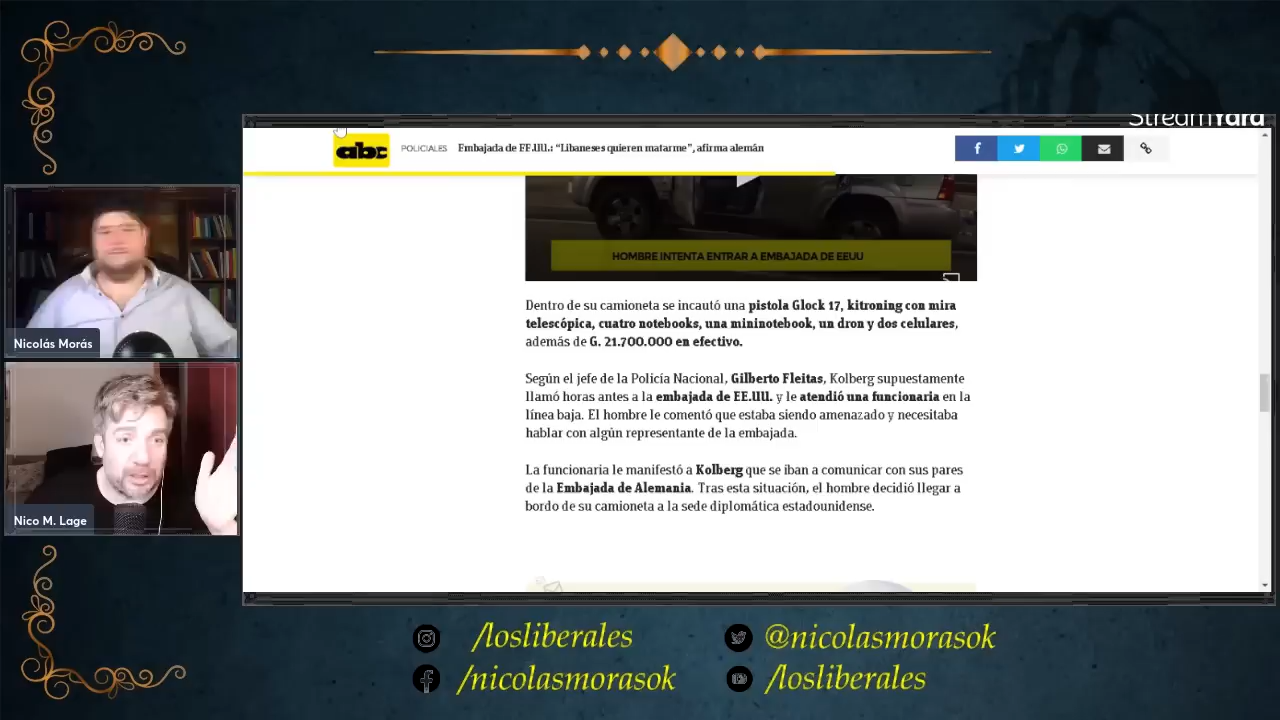 StreamYard
abc
POLICIALES
Embajada de EE.UU.: “Libaneses quieren matarme”, afirma alemán
HOMBRE INTENTA ENTRAR A EMBAJADA DE EEUU
Dentro de su camioneta se incautó una pistola Glock 17, kitroning con mira
telescópica, cuatro notebooks, una mininotebook, un dron y dos celulares,
además de G. 21.700.000 en efectivo.
Según el jefe de la Policía Nacional, Gilberto Fleitas, Kolberg supuestamente
llamó horas antes a la embajada de EE.UU. y le atendió una funcionaria en la
línea baja. El hombre le comentó que estaba siendo amenazado y necesitaba
hablar con algún representante de la embajada.
La funcionaria le manifestó a Kolberg que se iban a comunicar con sus pares
de la Embajada de Alemania. Tras esta situación, el hombre decidió llegar a
bordo de su camioneta a la sede diplomática estadounidense.
Nicolás Morás
Nico M. Lage
/losliberales
@nicolasmorasok
/nicolasmorasok
/losliberales